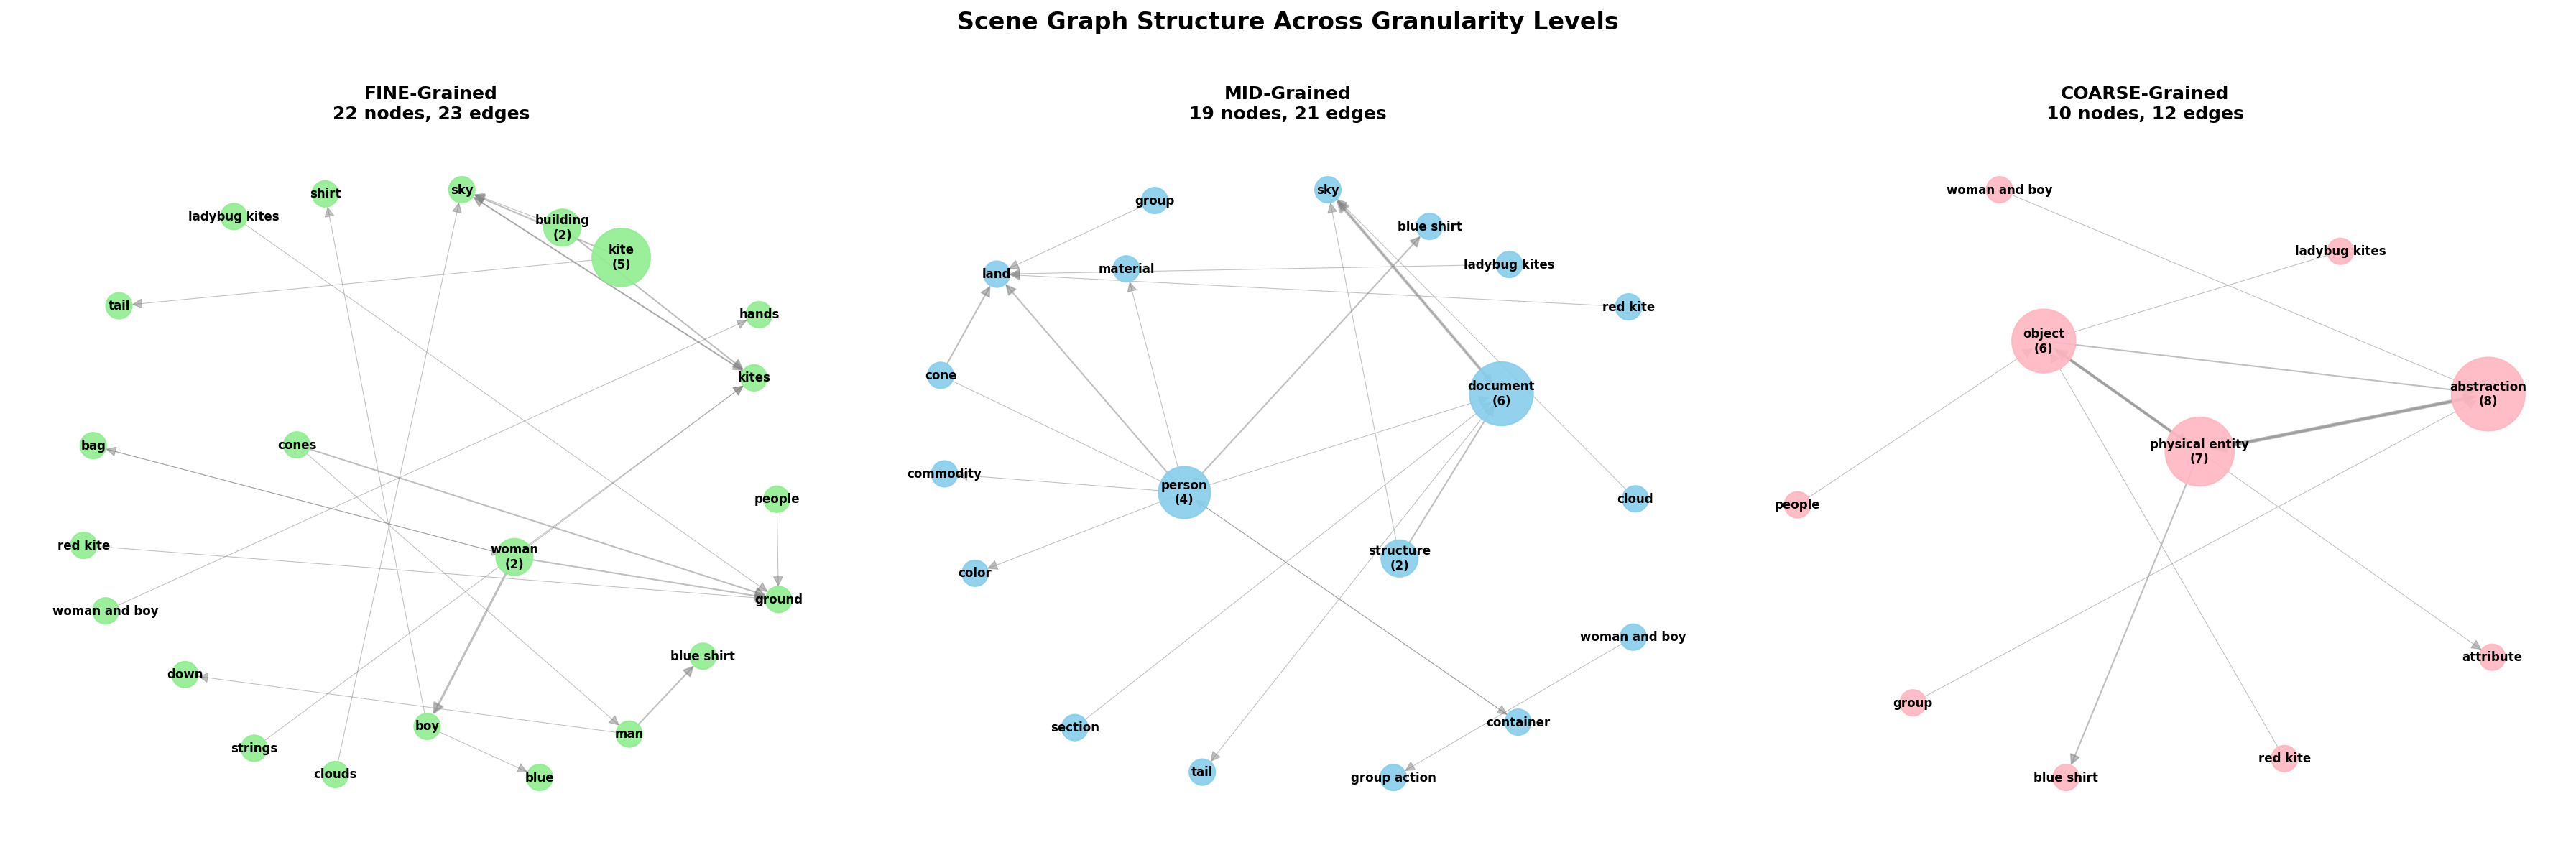 Scene Graph Structure Across Granularity Levels
FINE-Grained
22 nodes, 23 edges
shirt
sky
ladybug kites
building
(2)
kite
(5)
tail
hands
kites
bag
cones
people
red kite
woman
(2)
ground
woman and boy
blue shirt
down
boy
man
strings
clouds
blue
MID-Grained
19 nodes, 21 edges
sky
group
blue shirt
land
material
ladybug kites
red kite
cone
document
(6)
commodity
person
(4)
cloud
structure
(2)
color
woman and boy
section
container
tail
group action
COARSE-Grained
10 nodes, 12 edges
woman and boy
ladybug kites
object
(6)
abstraction
(8)
physical entity
(7)
people
attribute
group
red kite
blue shirt